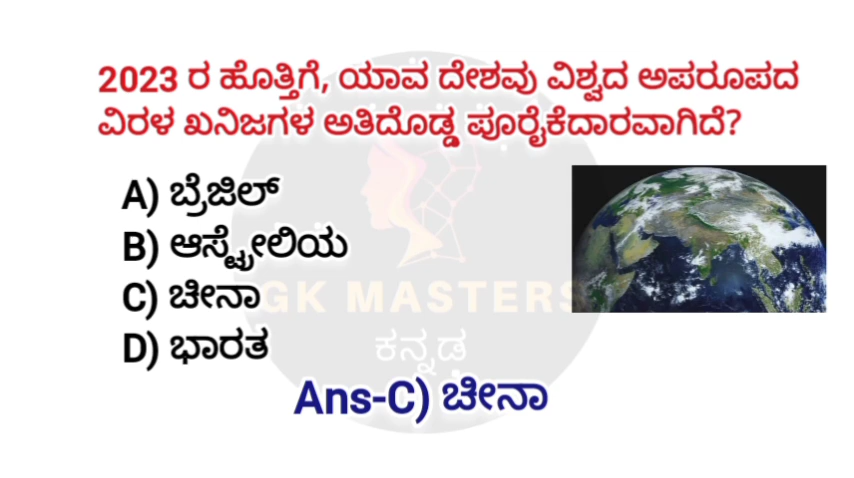 2023 ರ ಹೊತ್ತಿಗೆ, ಯಾವ ದೇಶವು ವಿಶ್ವದ ಅಪರೂಪದ
ವಿರಳ ಖನಿಜಗಳ ಅತಿದೊಡ್ಡ ಪೂರೈಕೆದಾರವಾಗಿದೆ?
A) ಬ್ರೆಜಿಲ್
B) ಆಸ್ಟ್ರೇಲಿಯ
C) ಚೀನಾ
D) ಭಾರತ
GK MASTERS
ಕನ್ನಡ
Ans-C) ಚೀನಾ